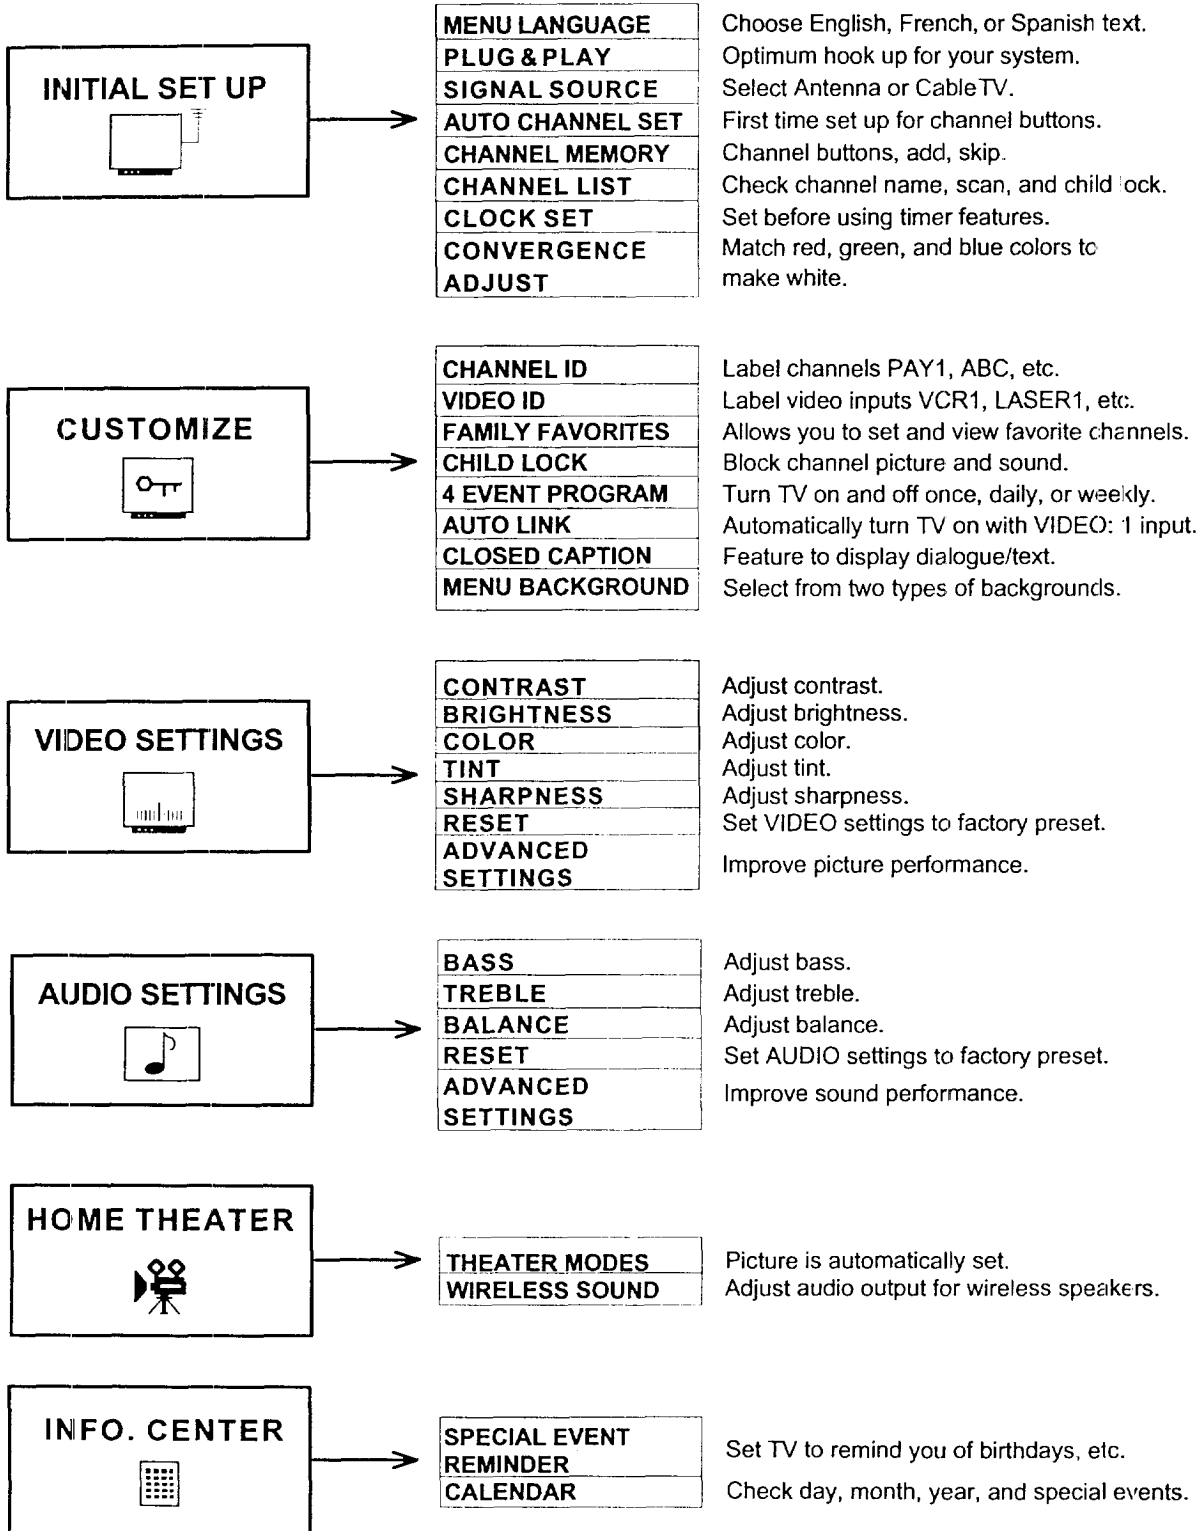 INITIAL SET UP
MENU LANGUAGE Choose English, French, or Spanish text.
PLUG & PLAY Optimum hook up for your system.
SIGNAL SOURCE Select Antenna or Cable TV.
AUTO CHANNEL SET First time set up for channel buttons.
CHANNEL MEMORY Channel buttons, add, skip.
CHANNEL LIST Check channel name, scan, and child lock.
CLOCK SET Set before using timer features.
CONVERGENCE Match red, green, and blue colors to
ADJUST make white.
CUSTOMIZE
CHANNEL ID Label channels PAY1, ABC, etc.
VIDEO ID Label video inputs VCR1, LASER1, etc.
FAMILY FAVORITES Allows you to set and view favorite channels.
CHILD LOCK Block channel picture and sound.
4 EVENT PROGRAM Turn TV on and off once, daily, or weekly.
AUTO LINK Automatically turn TV on with VIDEO: 1 input.
CLOSED CAPTION Feature to display dialogue/text.
MENU BACKGROUND Select from two types of backgrounds.
VIDEO SETTINGS
CONTRAST Adjust contrast.
BRIGHTNESS Adjust brightness.
COLOR Adjust color.
TINT Adjust tint.
SHARPNESS Adjust sharpness.
RESET Set VIDEO settings to factory preset.
ADVANCED
SETTINGS Improve picture performance.
AUDIO SETTINGS
BASS Adjust bass.
TREBLE Adjust treble.
BALANCE Adjust balance.
RESET Set AUDIO settings to factory preset.
ADVANCED
SETTINGS Improve sound performance.
HOME THEATER
THEATER MODES Picture is automatically set.
WIRELESS SOUND Adjust audio output for wireless speakers.
INFO. CENTER
SPECIAL EVENT
REMINDER Set TV to remind you of birthdays, etc.
CALENDAR Check day, month, year, and special events.